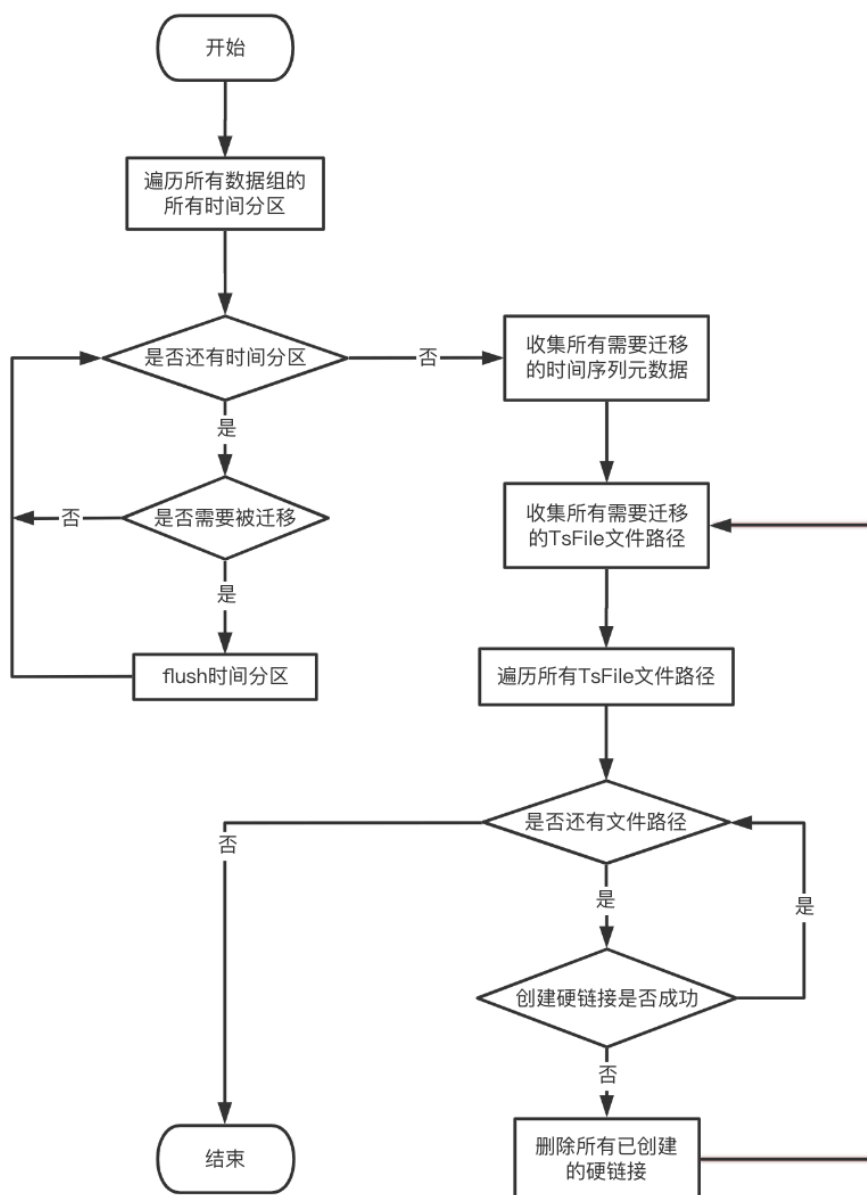 开始
遍历所有数据组的
所有时间分区
是否还有时间分区
否
收集所有需要迁移
的时间序列元数据
是
是否需要被迁移
否
收集所有需要迁移
的TsFile文件路径
是
flush时间分区
遍历所有TsFile文件路径
是否还有文件路径
否
是
是
创建硬链接是否成功
否
删除所有已创建
的硬链接
结束